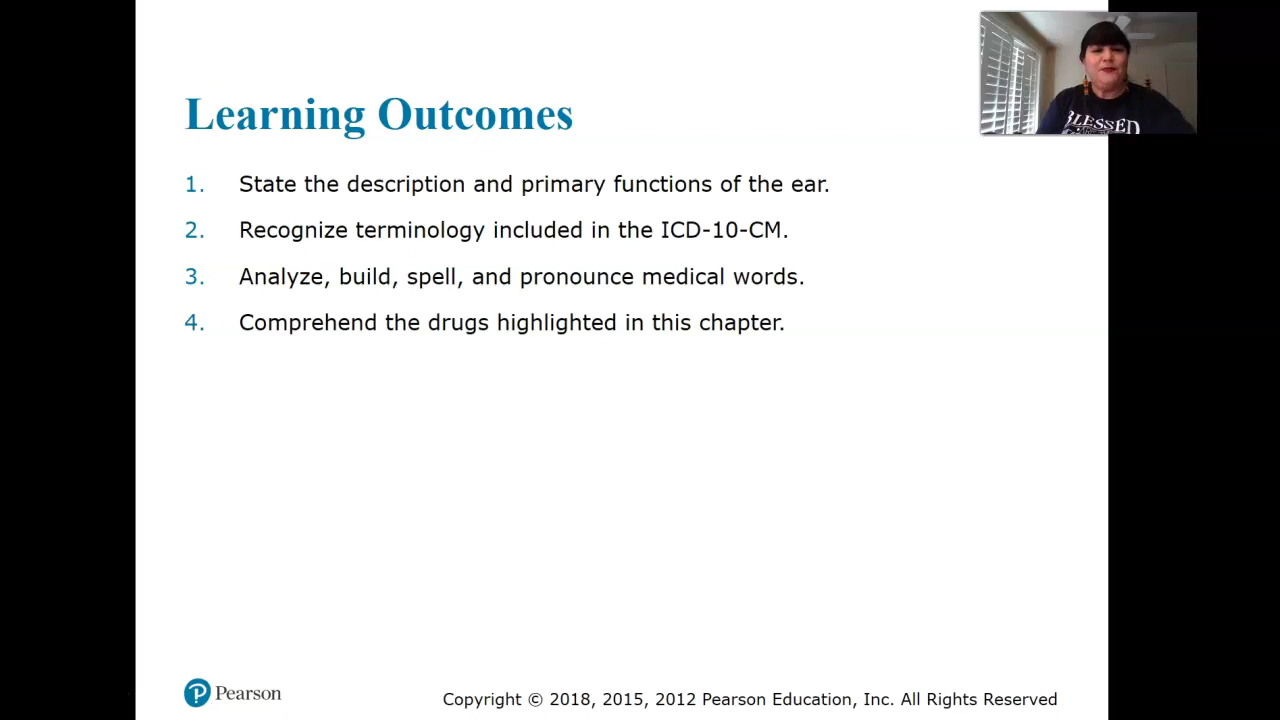 BLESSED
Learning Outcomes
1. State the description and primary functions of the ear.
2. Recognize terminology included in the ICD-10-CM.
3. Analyze, build, spell, and pronounce medical words.
4. Comprehend the drugs highlighted in this chapter.
Pearson
Copyright © 2018, 2015, 2012 Pearson Education, Inc. All Rights Reserved